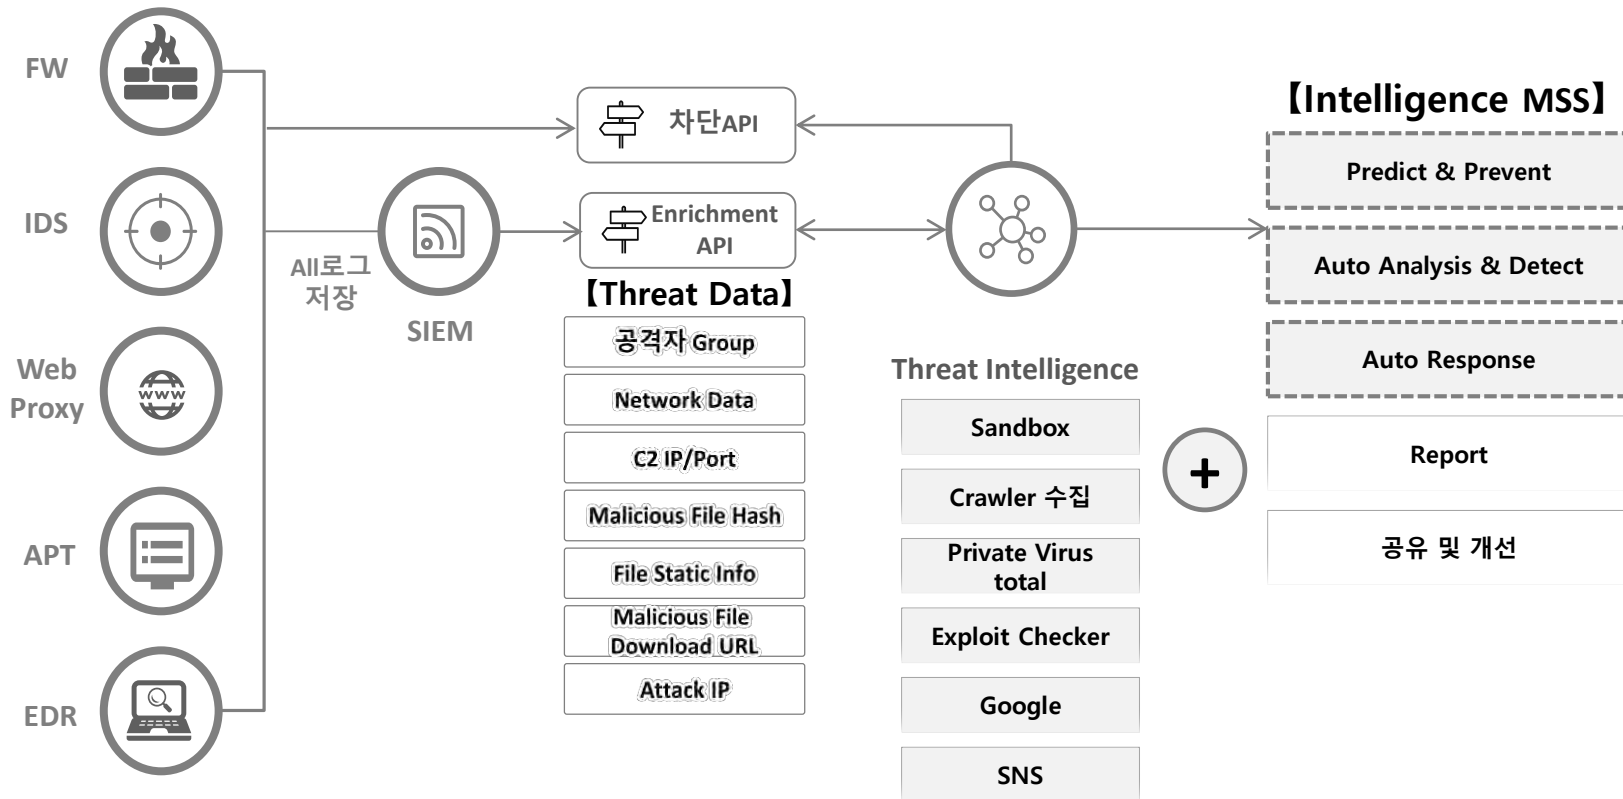 FW
IDS
Web
Proxy
www
APT
EDR
All로그
저장
SIEM
차단API
Enrichment
API
【Threat Data】
공격자 Group
Network Data
C2 IP/Port
Malicious File Hash
File Static Info
Malicious File
Download URL
Attack IP
Threat Intelligence
Sandbox
Crawler 수집
Private Virus
total
Exploit Checker
Google
SNS
+
【Intelligence MSS】
Predict & Prevent
Auto Analysis & Detect
Auto Response
Report
공유 및 개선